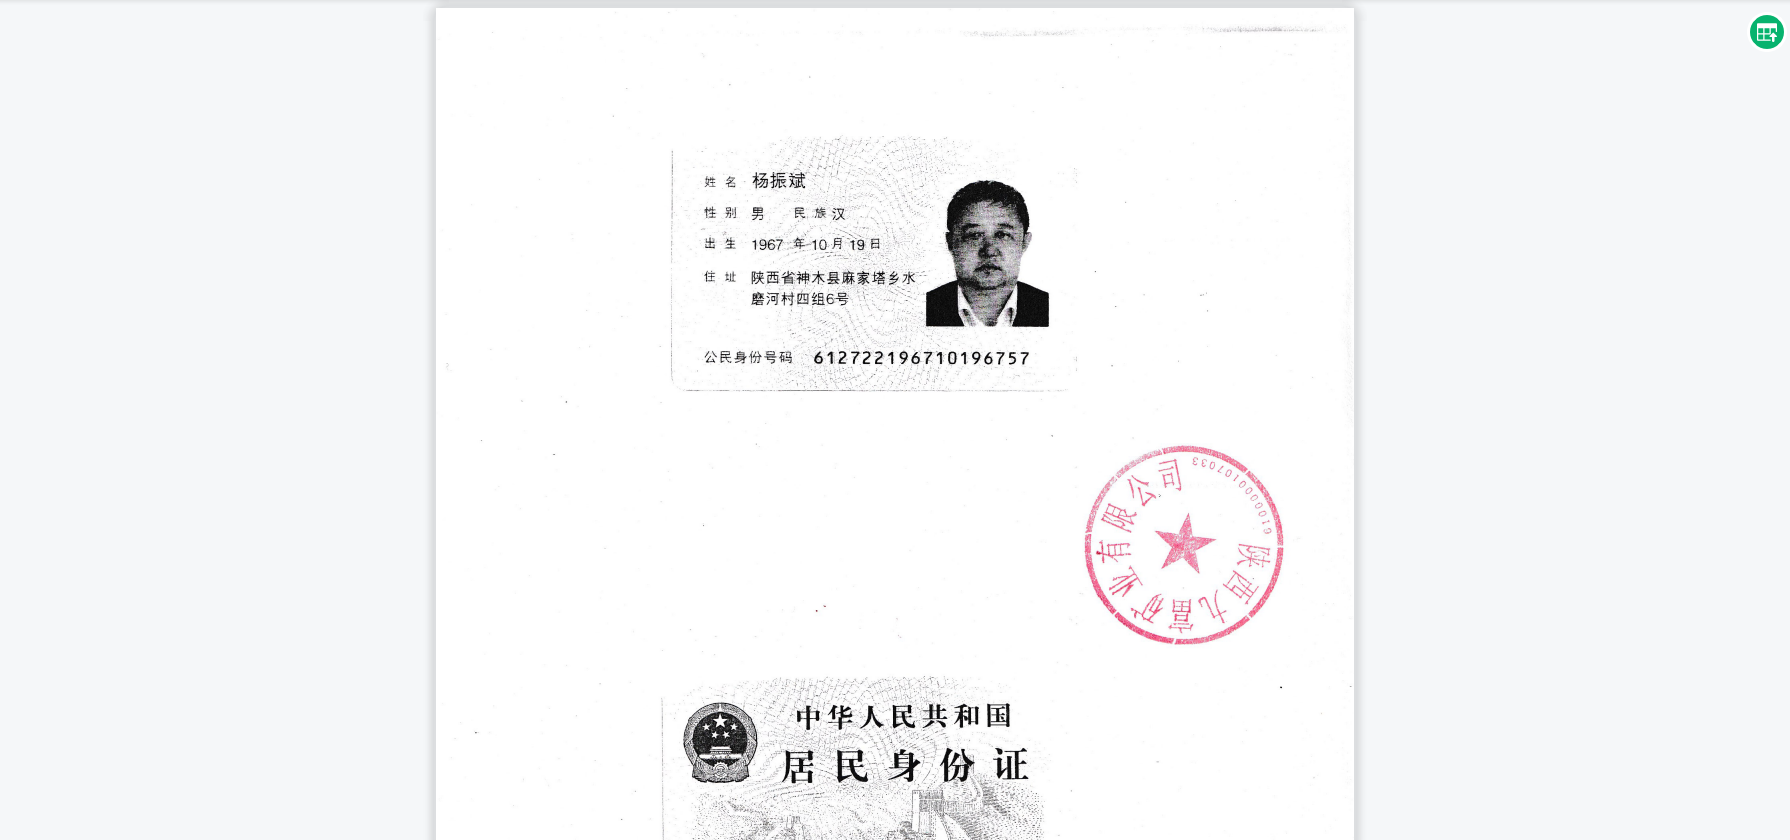 姓名 杨振斌
性别 男 民族 汉
出生 1967 年 10 月 19 日
住址 陕西省神木县麻家塔乡水
磨河村四组6号
公民身份号码 612722196710196757
陕西九富矿业有限公司
6100000107033
中华人民共和国
居民身份证